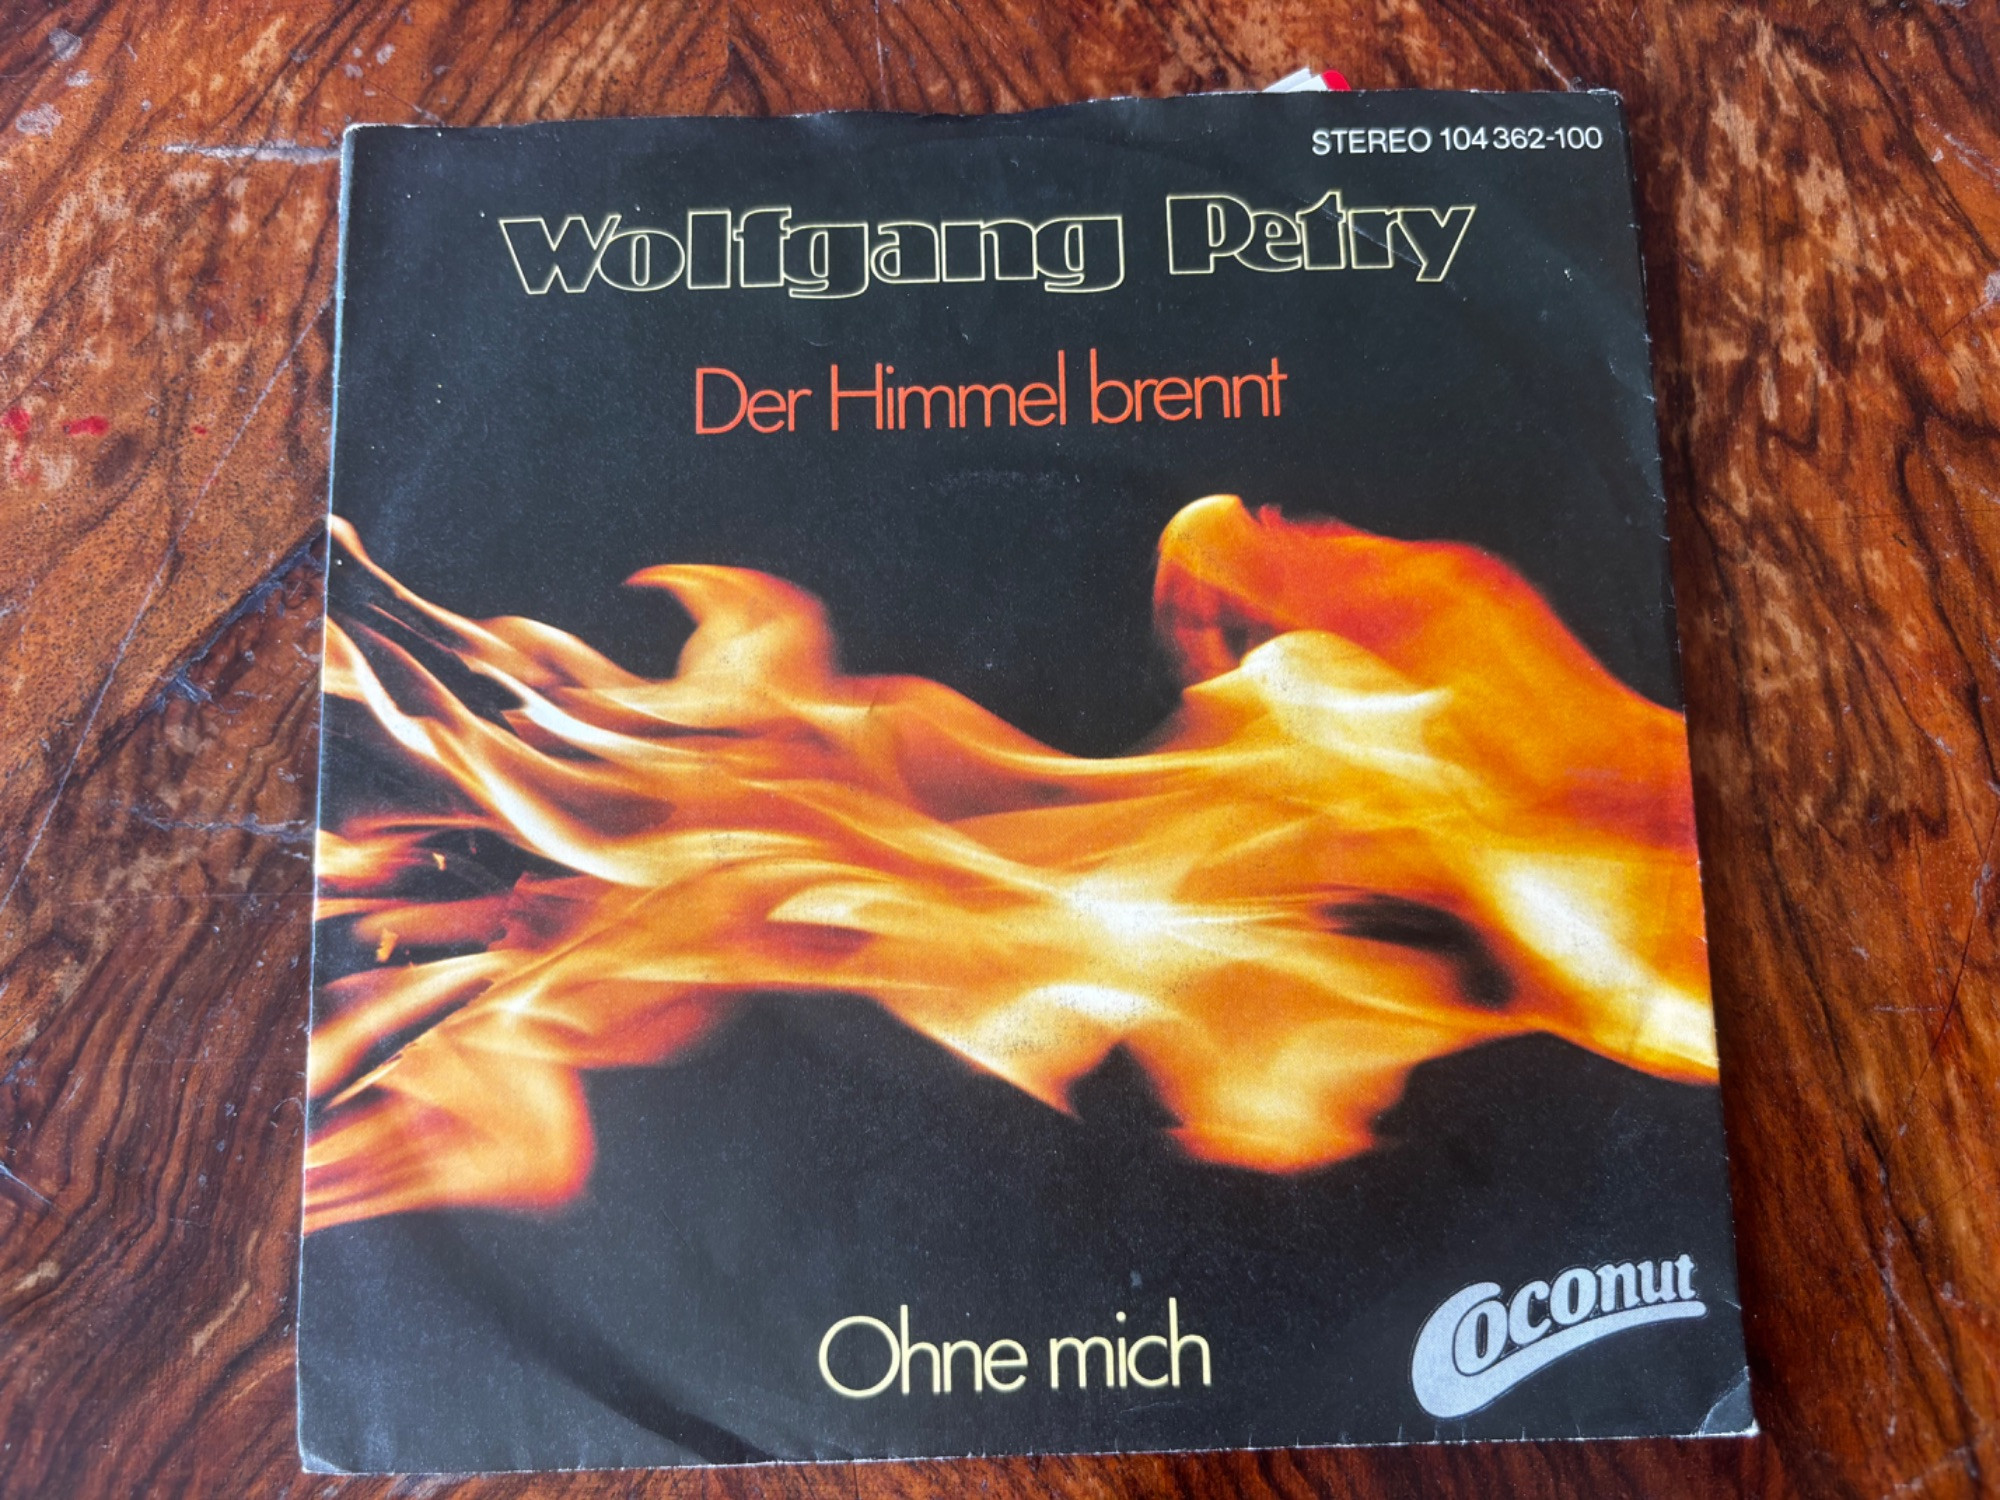 STEREO 104 362-100
Wolfgang Petry
Der Himmel brennt
Ohne mich
Coconut